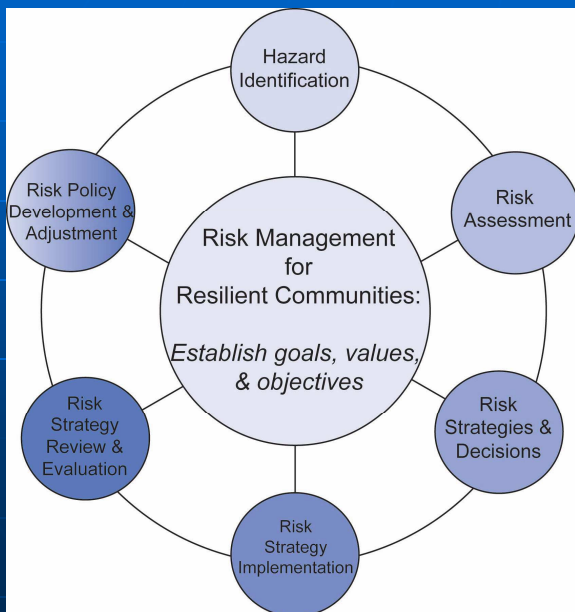 Hazard
Identification
Risk
Assessment
Risk
Strategies &
Decisions
Risk
Strategy
Implementation
Risk
Strategy
Review &
Evaluation
Risk Policy
Development &
Adjustment
Risk Management
for
Resilient Communities:
Establish goals, values,
& objectives